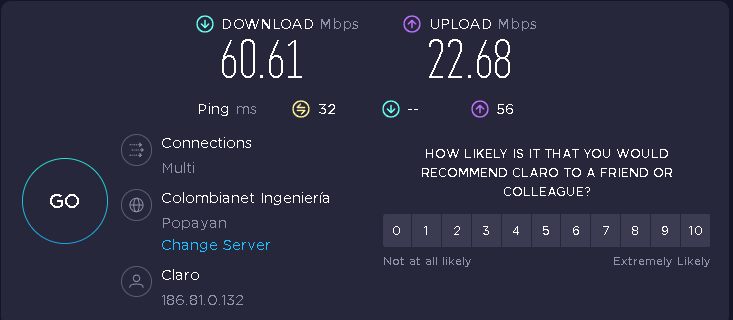 DOWNLOAD Mbps
UPLOAD Mbps
60.61
22.68
Ping ms 32 -- 56
GO
Connections
Multi
Colombianet Ingeniería
Popayan
Change Server
Claro
186.81.0.132
HOW LIKELY IS IT THAT YOU WOULD
RECOMMEND CLARO TO A FRIEND OR
COLLEAGUE?
0 1 2 3 4 5 6 7 8 9 10
Not at all likely
Extremely Likely